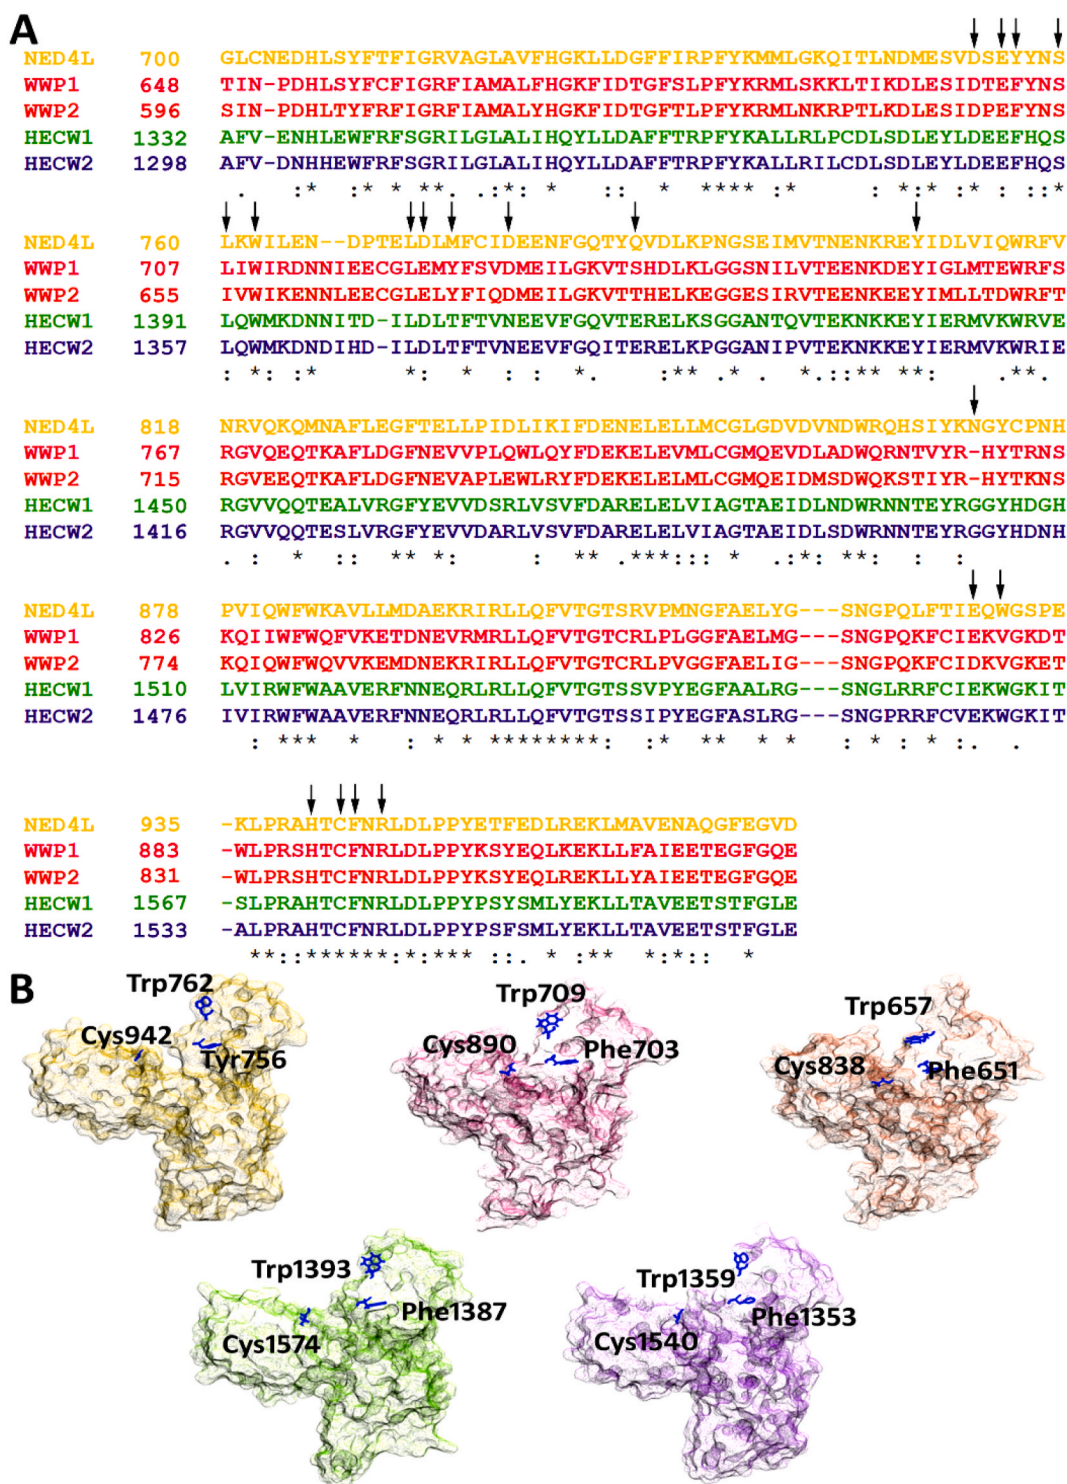 A
NED4L 700 GLCNEDHLSYFTFIGRVAGLAVFHGKLLDGFFIRPFYKMMLGKQITLNDMESVDSEYYNS
WWP1 648 TIN-PDHLSYFCFIGRFIAMALFHGKFIDTGFSLPFYKRMLSKKLTIKDLESIDTEFYNS
WWP2 596 SIN-PDHLTYFRFIGRFIAMALYHGKFIDTGFTLPFYKRMLNKRPTLKDLESIDPEFYNS
HECW1 1332 AFV-ENHLEWFRFSGRILGLALIHQYLLDAFFTRPFYKALLRLPCDLSDLEYLDEEFHQS
HECW2 1298 AFV-DNHHEWFRFSGRILGLALIHQYLLDAFFTRPFYKALLRILCDLSDLEYLDEEFHQS
. :* :* * **. .:*: * :: * **** :* : :* * : ::*
NED4L 760 LKWILEN--DPTELDLMFCIDEENFGQTYQVDLKPNGSEIMVTNENKREYIDLVIQWRFV
WWP1 707 LIWIRDNNIEECGLEMYFSVDMEILGKVTSHDLKLGGSNILVTEENKDEYIGLMTEWRFS
WWP2 655 IVWIKENNLEECGLELYFIQDMEILGKVTTHELKEGGESIRVTEENKEEYIMLLTDWRFT
HECW1 1391 LQWMKDNNITD-ILDLTFTVNEEVFGQVTERELKSGGANTQVTEKNKKEYIERMVKWRVE
HECW2 1357 LQWMKDNDIHD-ILDLTFTVNEEVFGQITERELKPGGANIPVTEKNKKEYIERMVKWRIE
: *: :* *: * : : *. :** .* . *.::** **: .**.
NED4L 818 NRVQKQMNAFLEGFTELLPIDLIKIFDENELELLMCGLGDVDVNDWRQHSIYKNGYCPNH
WWP1 767 RGVQEQTKAFLDGFNEVVPLQWLQYFDEKELEVMLCGMQEVDLADWQRNTVYR-HYTRNS
WWP2 715 RGVEEQTKAFLDGFNEVAPLEWLRYFDEKELELMLCGMQEIDMSDWQKSTIYR-HYTKNS
HECW1 1450 RGVVQQTEALVRGFYEVVDSRLVSVFDARELELVIAGTAEIDLNDWRNNTEYRGGYHDGH
HECW2 1416 RGVVQQTESLVRGFYEVVDARLVSVFDARELELVIAGTAEIDLSDWRNNTEYRGGYHDNH
. : * :: ** *: : ** .***::: * ::*: **. : :
NED4L 878 PVIQWFWKAVLLMDAEKRIRLLQFVTGTSRVPMNGFAELYG---SNGPQLFTIEQWGSPE
WWP1 826 KQIIWFWQFVKETDNEVRMRLLQFVTGTCRLPLGGFAELMG---SNGPQKFCIEKVGKDT
WWP2 774 KQIQWFWQVVKEMDNEKRIRLLQFVTGTCRLPVGGFAELIG---SNGPQKFCIDKVGKET
HECW1 1510 LVIRWFWAAVERFNNEQRLRLLQFVTGTSSVPYEGFAALRG---SNGLRRFCIEKWGKIT
HECW2 1476 IVIRWFWAAVERFNNEQRLRLLQFVTGTSSIPYEGFASLRG---SNGPRRFCVEKWGKIT
: *** * : * * **********: :* ** * * : * : * :. .
NED4L 935 -KLPRAHTCFNRLDLPPYETFEDLREKLMAVENAQGFEGVD
WWP1 883 -WLPRSHTCFNRLDLPPYKSYEQLKEKLLFAIEETEGFGQE
WWP2 831 -WLPRSHTCFNRLDLPPYKSYEQLREKLLYAIEETEGFGQE
HECW1 1567 -SLPRAHTCFNRLDLPPYPSYSMLYEKLLTAVEETSTFGLE
HECW2 1533 -ALPRAHTCFNRLDLPPYPSFSMLYEKLLTAVEETSTFGLE
**::******:*:**** ::. * :** *:*:: *
B
Trp762
Cys942
Tyr756
Trp709
Cys890
Phe703
Trp657
Cys838
Phe651
Trp1393
Phe1387
Cys1574
Trp1359
Phe1353
Cys1540